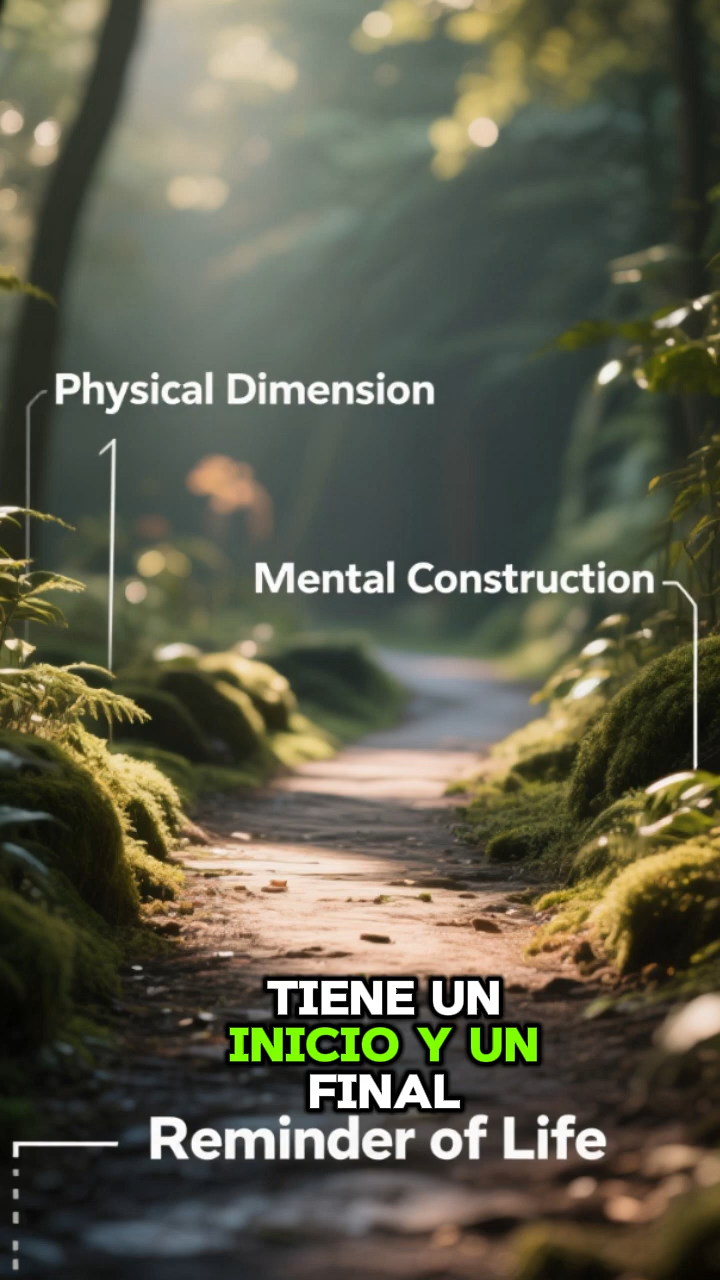 Physical Dimension
Mental Construction
TIENE UN
INICIO Y UN
FINAL
Reminder of Life